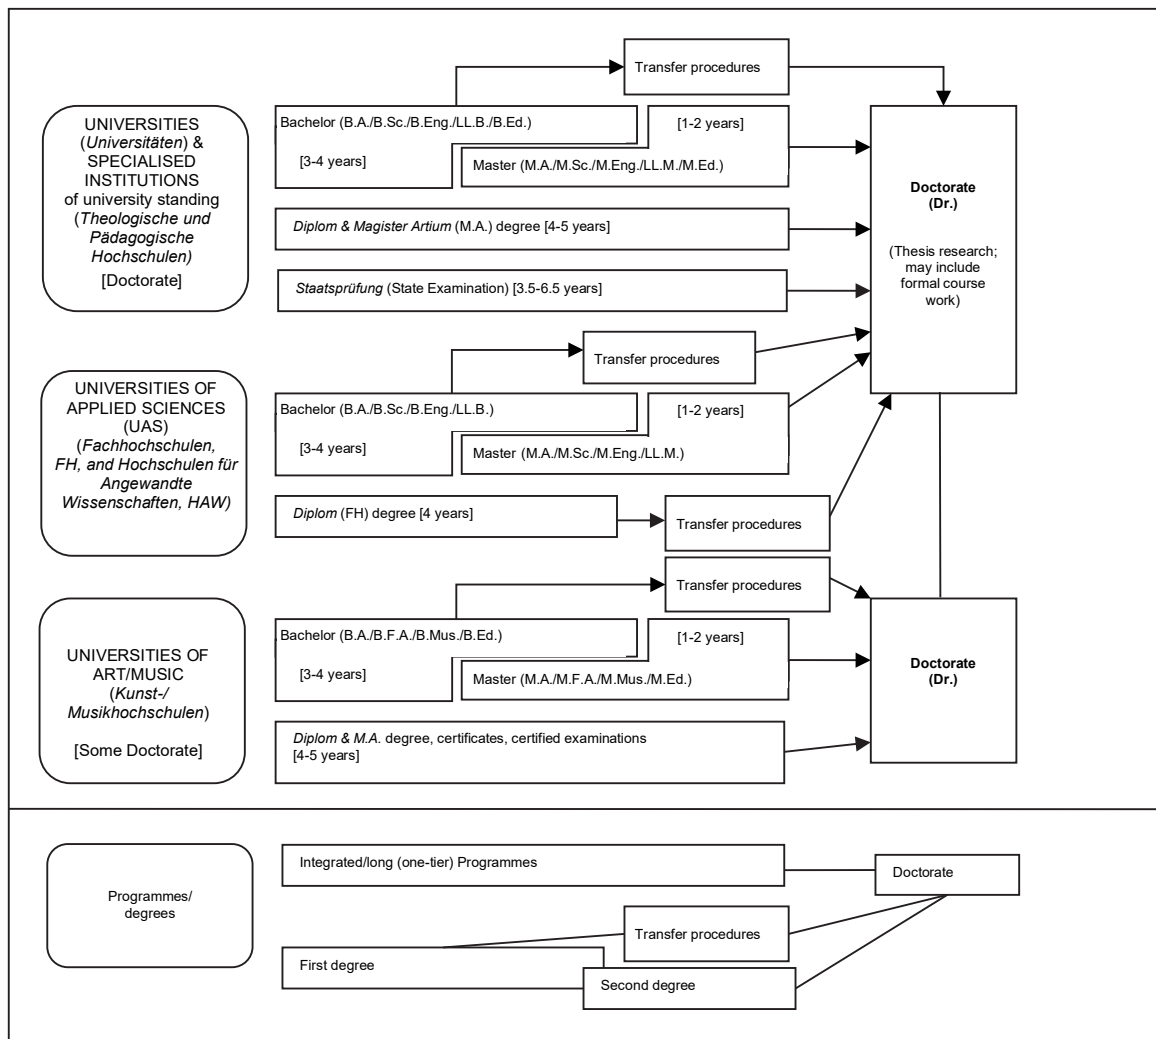 Transfer procedures
UNIVERSITIES
(Universitäten) &
SPECIALISED
INSTITUTIONS
of university standing
(Theologische und
Pädagogische
Hochschulen)
[Doctorate]
Bachelor (B.A./B.Sc./B.Eng./LL.B./B.Ed.)
[3-4 years]
[1-2 years]
Master (M.A./M.Sc./M.Eng./LL.M./M.Ed.)
Diplom & Magister Artium (M.A.) degree [4-5 years]
Staatsprüfung (State Examination) [3.5-6.5 years]
Doctorate
(Dr.)
(Thesis research;
may include
formal course
work)
Transfer procedures
UNIVERSITIES OF
APPLIED SCIENCES
(UAS)
(Fachhochschulen,
FH, and Hochschulen für
Angewandte
Wissenschaften, HAW)
Bachelor (B.A./B.Sc./B.Eng./LL.B.)
[3-4 years]
[1-2 years]
Master (M.A./M.Sc./M.Eng./LL.M.)
Diplom (FH) degree [4 years]
Transfer procedures
Transfer procedures
UNIVERSITIES OF
ART/MUSIC
(Kunst-/
Musikhochschulen)
[Some Doctorate]
Bachelor (B.A./B.F.A./B.Mus./B.Ed.)
[3-4 years]
[1-2 years]
Master (M.A./M.F.A./M.Mus./M.Ed.)
Diplom & M.A. degree, certificates, certified examinations
[4-5 years]
Doctorate
(Dr.)
Programmes/
degrees
Integrated/long (one-tier) Programmes
Doctorate
Transfer procedures
First degree
Second degree